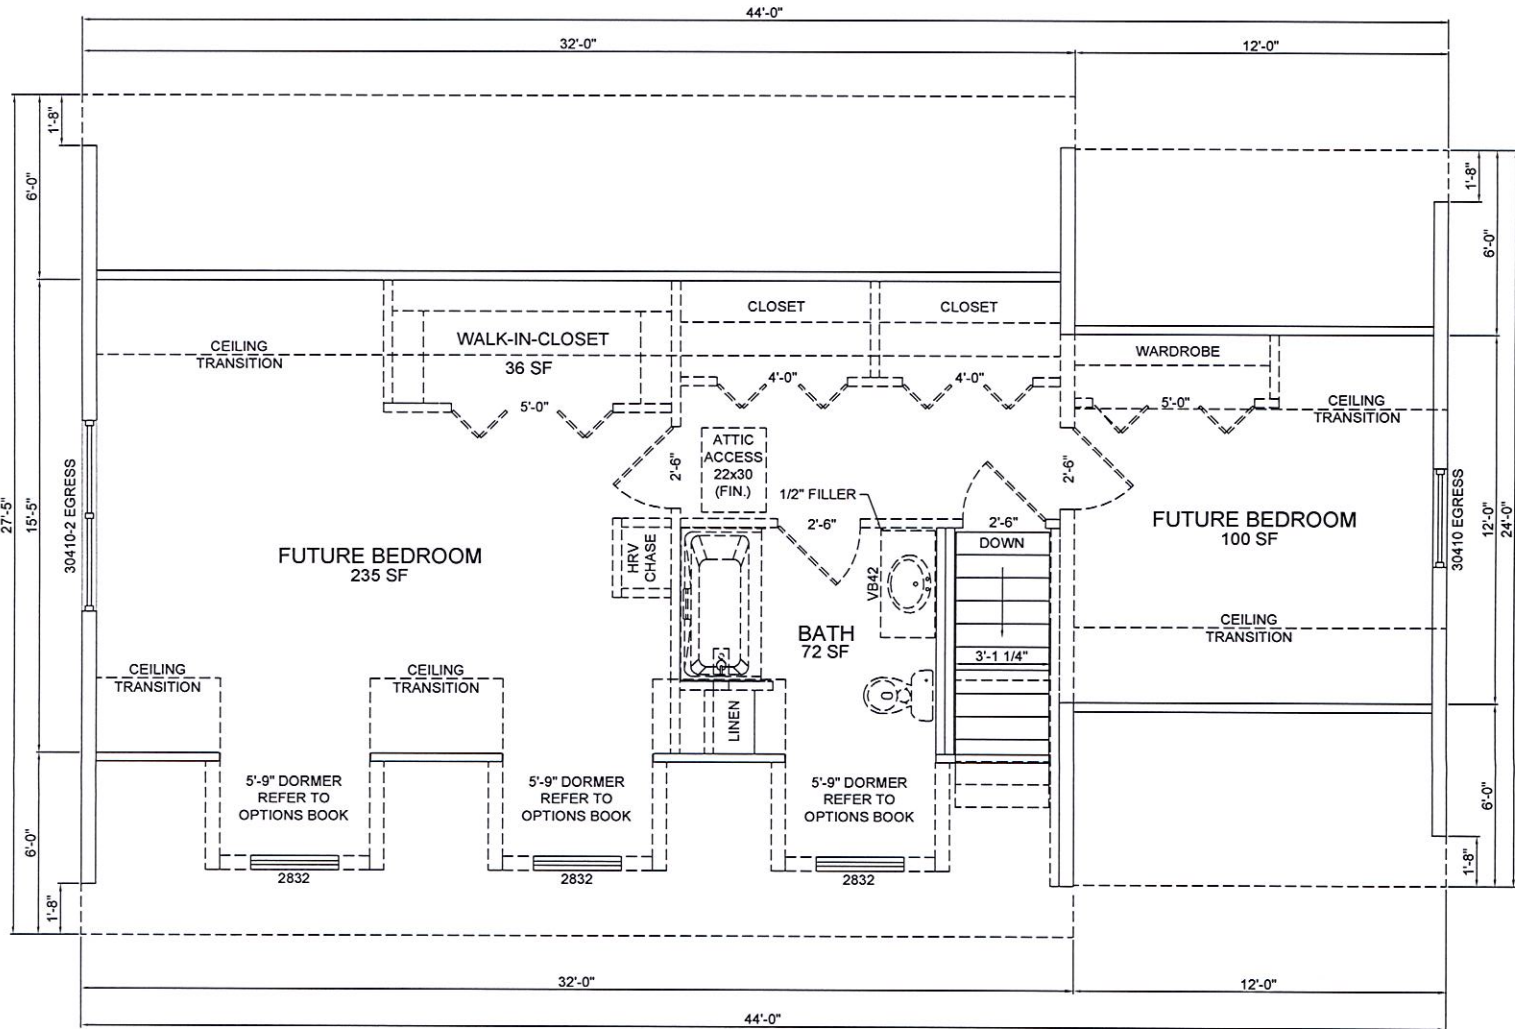 44'-0"
32'-0"
12'-0"
1'-8"
6'-0"
1'-8"
6'-0"
CLOSET
CLOSET
WALK-IN-CLOSET
36 SF
CEILING
TRANSITION
WARDROBE
4'-0"
4'-0"
5'-0"
5'-0"
CEILING
TRANSITION
ATTIC
ACCESS
22x30
(FIN.)
2'-6"
2'-6"
1/2" FILLER
2'-6"
2'-6"
27'-5"
15'-5"
30410-2 EGRESS
FUTURE BEDROOM
235 SF
HRV
CHASE
VB42
DOWN
FUTURE BEDROOM
100 SF
30410 EGRESS
12'-0"
24'-0"
BATH
72 SF
3'-1 1/4"
CEILING
TRANSITION
CEILING
TRANSITION
CEILING
TRANSITION
LINEN
5'-9" DORMER
REFER TO
OPTIONS BOOK
5'-9" DORMER
REFER TO
OPTIONS BOOK
5'-9" DORMER
REFER TO
OPTIONS BOOK
6'-0"
6'-0"
2832
2832
2832
1'-8"
1'-8"
32'-0"
12'-0"
44'-0"